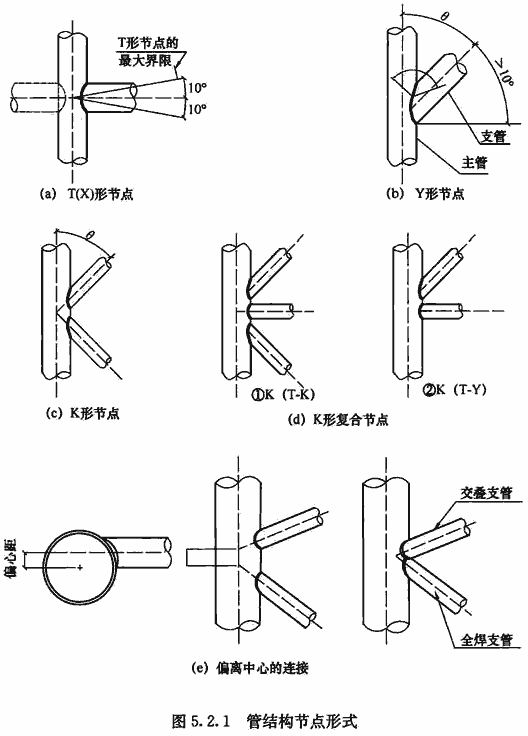 T形节点的
最大界限
10°
10°
(a) T(X)形节点
θ
>10°
支管
主管
(b) Y形节点
θ
(c) K形节点
①K (T-K)
②K (T-Y)
(d) K形复合节点
偏心距
交叠支管
全焊支管
(e) 偏离中心的连接
图 5.2.1 管结构节点形式